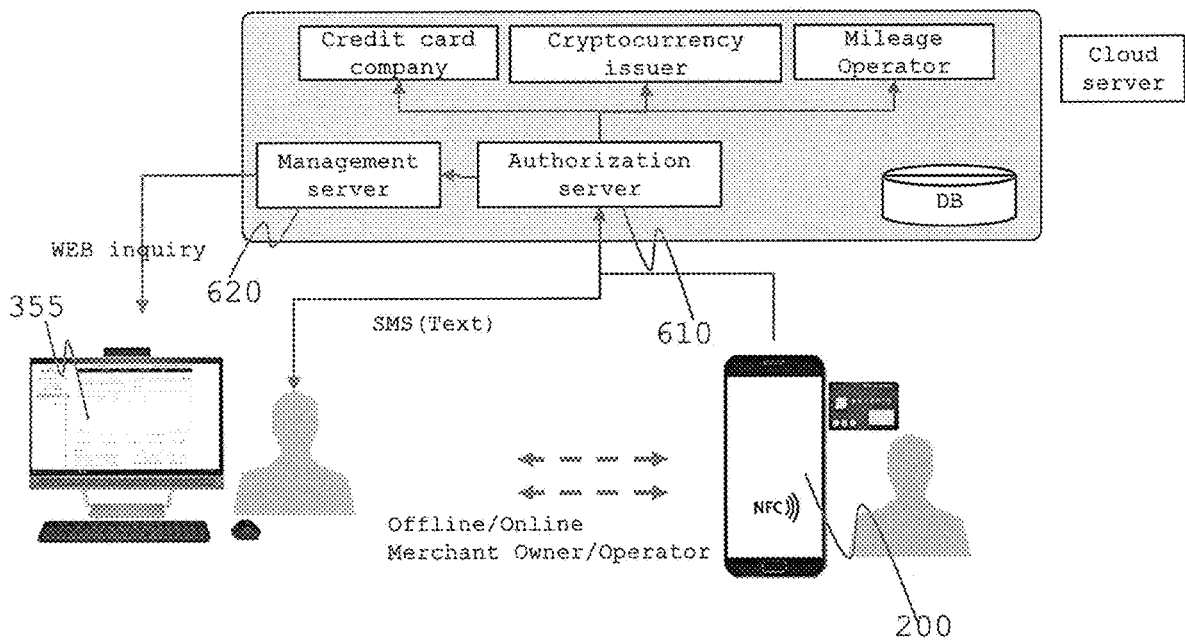 Credit card
company
Cryptocurrency
issuer
Mileage
Operator
Cloud
server
Management
server
Authorization
server
DB
WEB inquiry
620
355
SMS(Text)
610
NFC
Offline/Online
Merchant Owner/Operator
200